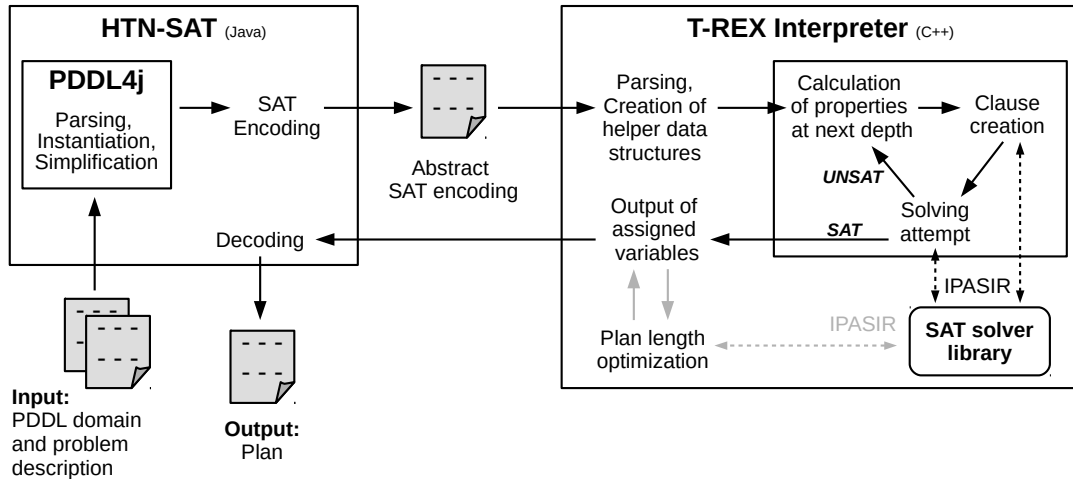 HTN-SAT (Java)
PDDL4j
Parsing,
Instantiation,
Simplification
SAT
Encoding
Abstract
SAT encoding
Decoding
Input:
PDDL domain
and problem
description
Output:
Plan
T-REX Interpreter (C++)
Parsing,
Creation of
helper data
structures
Calculation
of properties
at next depth
Clause
creation
UNSAT
Solving
attempt
SAT
Output of
assigned
variables
IPASIR
IPASIR
Plan length
optimization
SAT solver
library